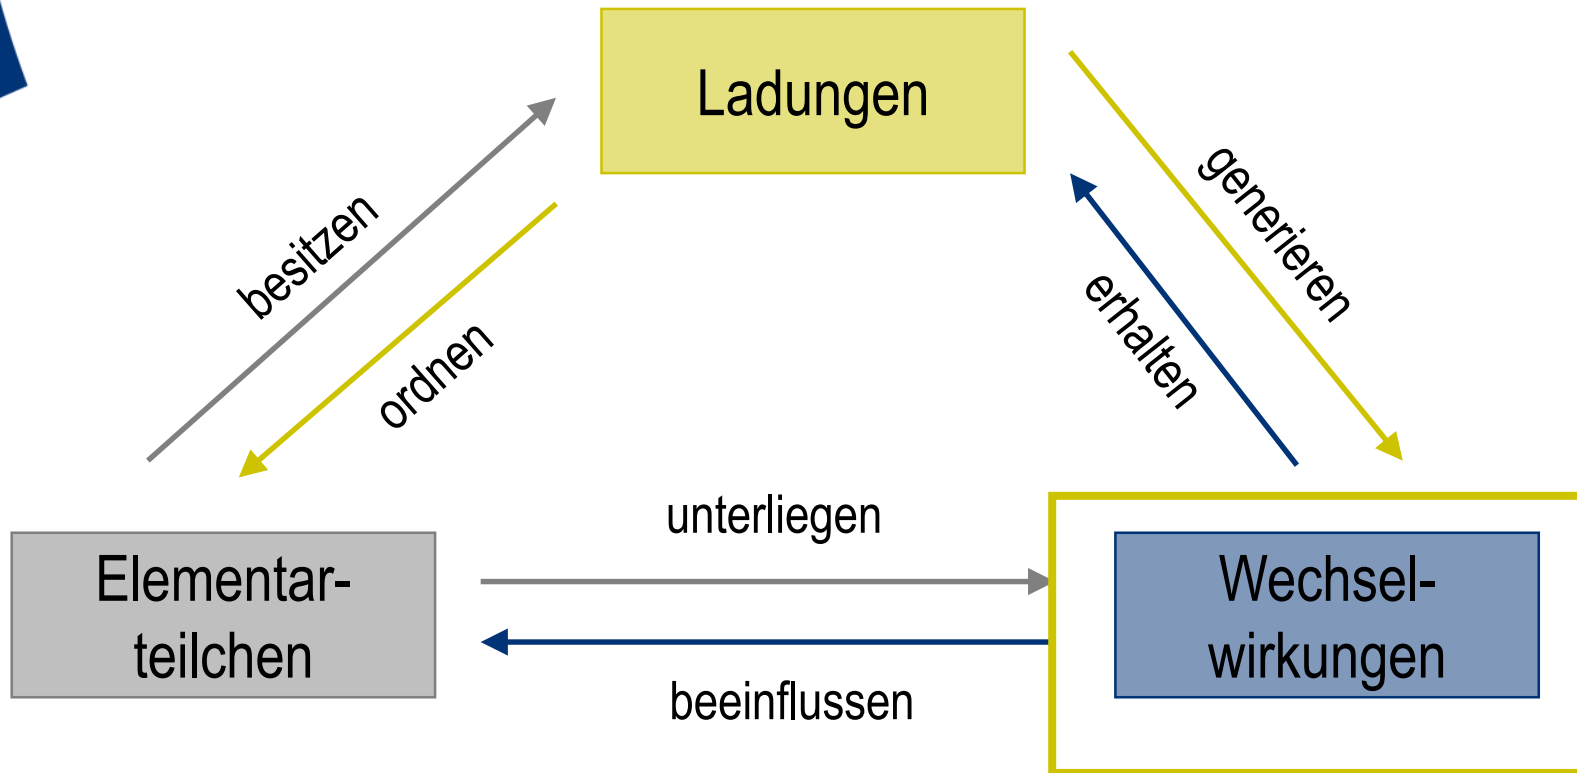 Ladungen
besitzen
ordnen
generieren
erhalten
unterliegen
Elementar-
teilchen
Wechsel-
wirkungen
beeinflussen